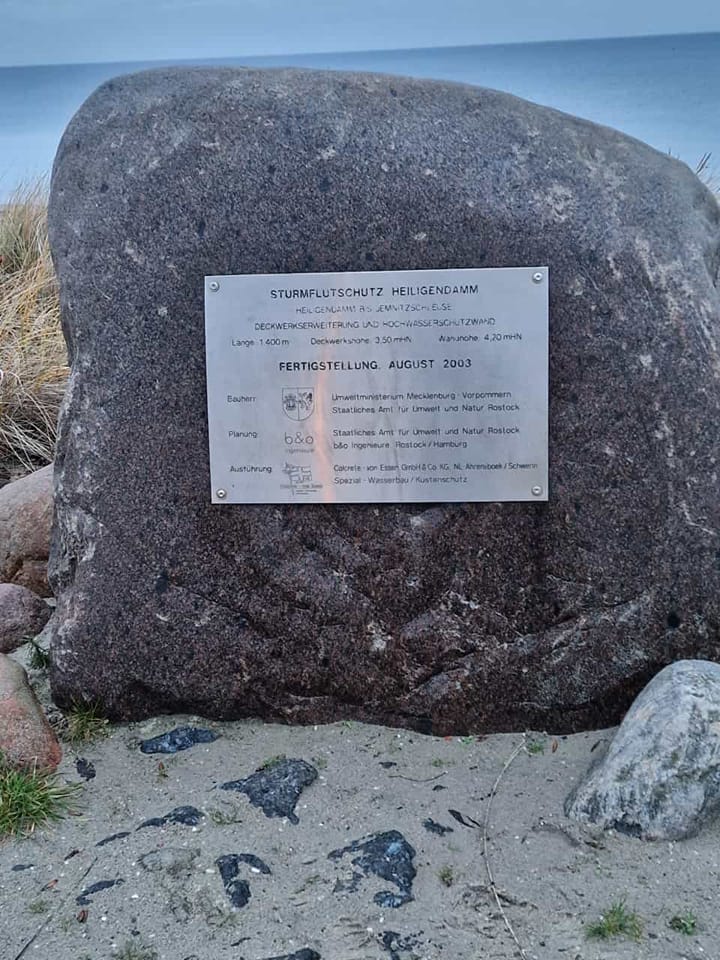 STURMFLUTSCHUTZ HEILIGENDAMM
HEILIGENDAMM BIS JEMNITZSCHLEUSE
DECKWERKSERWEITERUNG UND HOCHWASSERSCHUTZWAND
Länge: 1.400 m Deckwerkshöhe: 3,50 mHN Wandhöhe: 4,20 mHN
FERTIGSTELLUNG: AUGUST 2003
Bauherr: Umweltministerium Mecklenburg - Vorpommern
Staatliches Amt für Umwelt und Natur Rostock
Planung: Staatliches Amt für Umwelt und Natur Rostock
b&o
Ingenieure
b&o Ingenieure, Rostock / Hamburg
Ausführung: Colcrete - von Essen GmbH & Co. KG, NL Ahrensboek / Schwerin
Spezial - Wasserbau / Küstenschutz